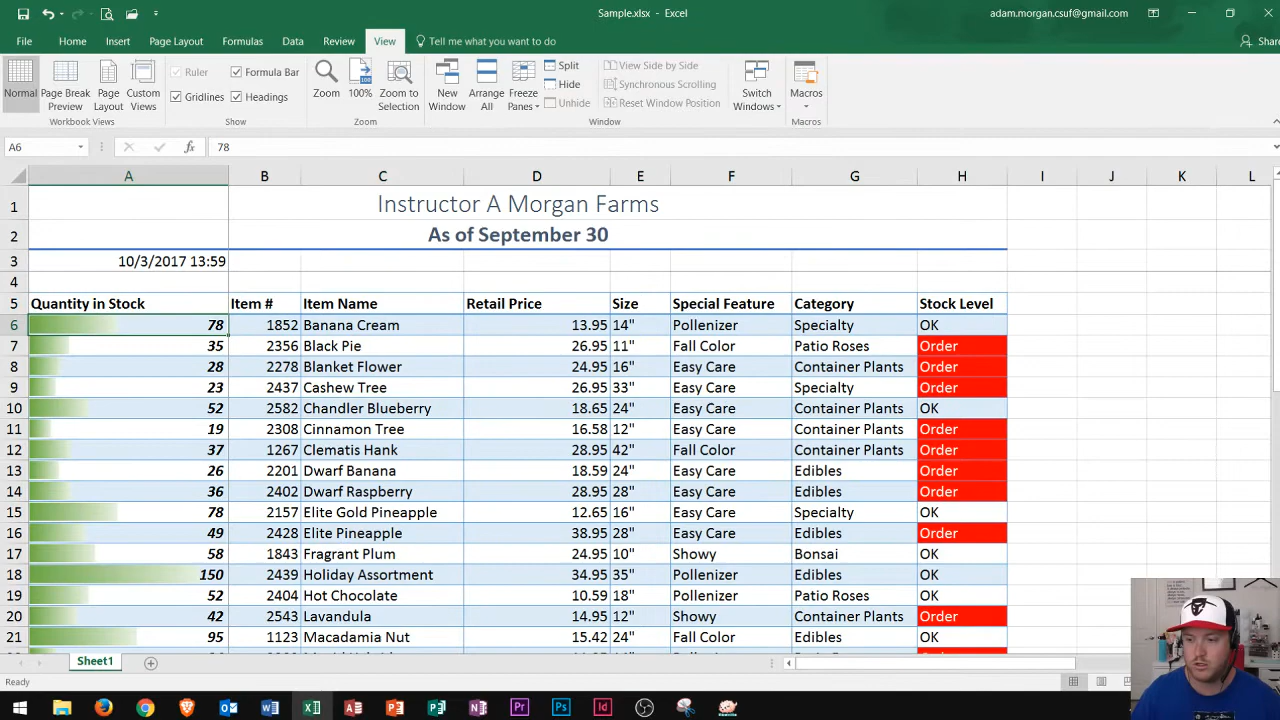 Sample.xlsx - Excel
adam.morgan.csuf@gmail.com
File Home Insert Page Layout Formulas Data Review View Tell me what you want to do Share
Normal Page Break Preview Page Layout Custom Views
Ruler Formula Bar
Gridlines Headings
Zoom 100% Zoom to Selection
New Window Arrange All Freeze Panes
Split
Hide
Unhide
View Side by Side
Synchronous Scrolling
Reset Window Position
Switch Windows
Macros
Workbook Views Show Zoom Window Macros
A6 fx 78
A B C D E F G H I J K L
1 Instructor A Morgan Farms
2 As of September 30
3 10/3/2017 13:59
4
5 Quantity in Stock Item # Item Name Retail Price Size Special Feature Category Stock Level
6 78 1852 Banana Cream 13.95 14" Pollenizer Specialty OK
7 35 2356 Black Pie 26.95 11" Fall Color Patio Roses Order
8 28 2278 Blanket Flower 24.95 16" Easy Care Container Plants Order
9 23 2437 Cashew Tree 26.95 33" Easy Care Specialty Order
10 52 2582 Chandler Blueberry 18.65 24" Easy Care Container Plants OK
11 19 2308 Cinnamon Tree 16.58 12" Easy Care Container Plants Order
12 37 1267 Clematis Hank 28.95 42" Fall Color Container Plants Order
13 26 2201 Dwarf Banana 18.59 24" Easy Care Edibles Order
14 36 2402 Dwarf Raspberry 28.95 28" Easy Care Edibles Order
15 78 2157 Elite Gold Pineapple 12.65 16" Easy Care Specialty OK
16 49 2428 Elite Pineapple 38.95 28" Easy Care Edibles Order
17 58 1843 Fragrant Plum 24.95 10" Showy Bonsai OK
18 150 2439 Holiday Assortment 34.95 35" Pollenizer Edibles OK
19 52 2404 Hot Chocolate 10.59 18" Pollenizer Patio Roses OK
20 42 2543 Lavandula 14.95 12" Showy Container Plants Order
21 95 1123 Macadamia Nut 15.42 24" Fall Color Edibles OK
Sheet1
Ready